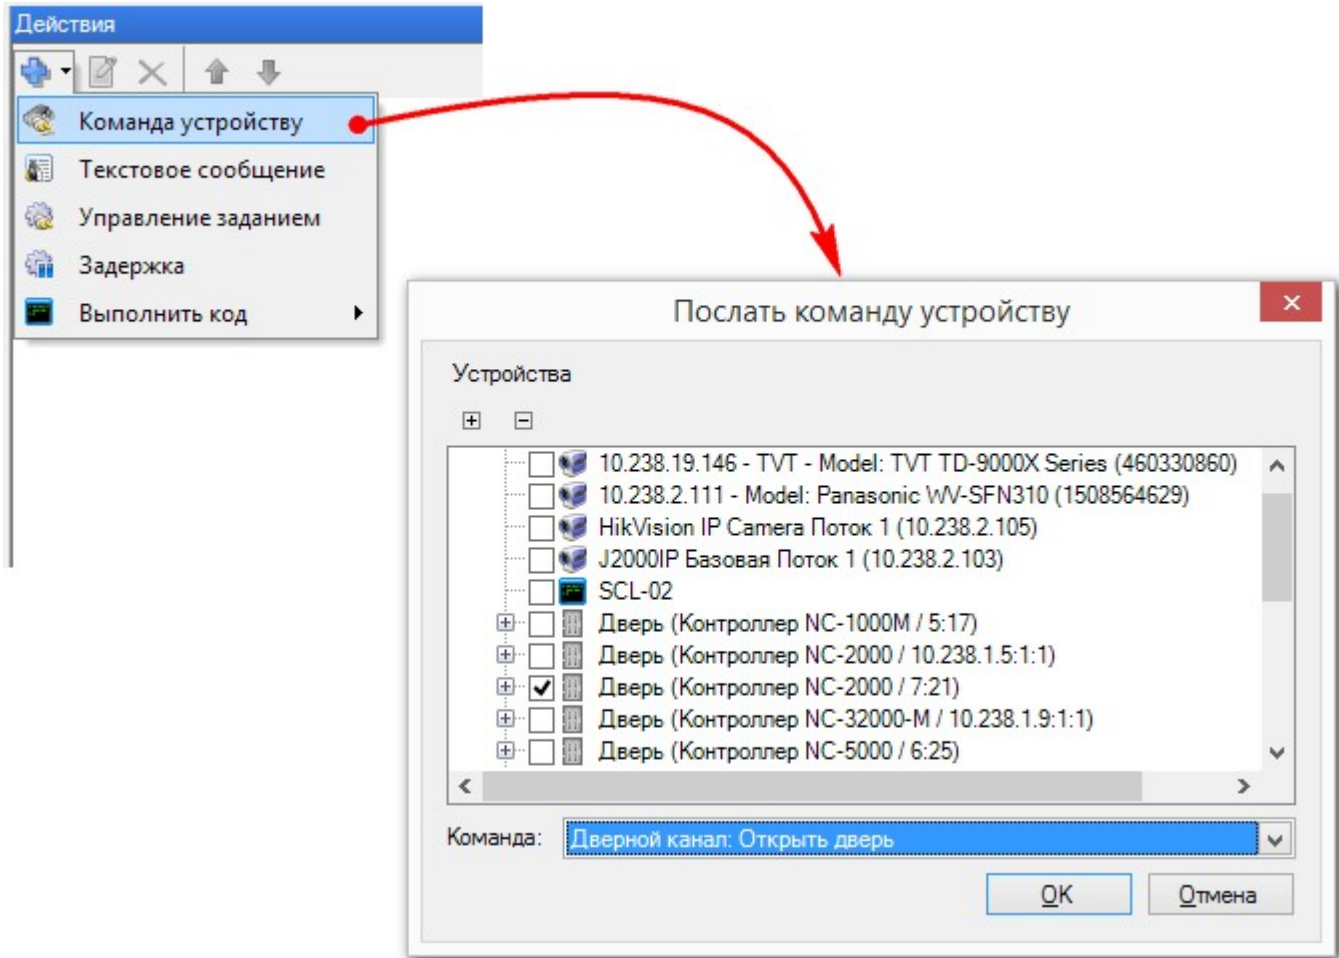 Действия
Команда устройству
Текстовое сообщение
Управление заданием
Задержка
Выполнить код
Послать команду устройству
Устройства
10.238.19.146 - TVT - Model: TVT TD-9000X Series (460330860)
10.238.2.111 - Model: Panasonic WV-SFN310 (1508564629)
HikVision IP Camera Поток 1 (10.238.2.105)
J2000IP Базовая Поток 1 (10.238.2.103)
SCL-02
Дверь (Контроллер NC-1000M / 5:17)
Дверь (Контроллер NC-2000 / 10.238.1.5:1:1)
Дверь (Контроллер NC-2000 / 7:21)
Дверь (Контроллер NC-32000-M / 10.238.1.9:1:1)
Дверь (Контроллер NC-5000 / 6:25)
Команда: Дверной канал: Открыть дверь
OK Отмена